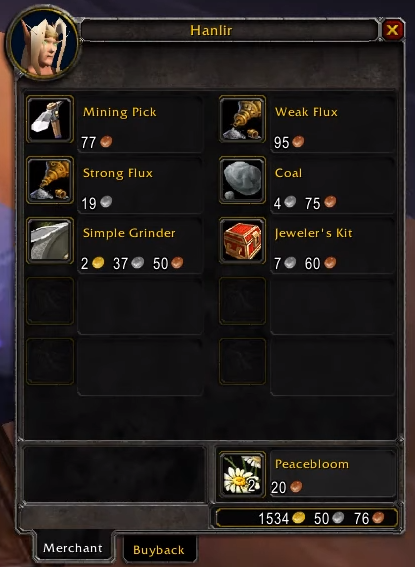 Hanlir
Mining Pick
77
Weak Flux
95
Strong Flux
19
Coal
4 75
Simple Grinder
2 37 50
Jeweler's Kit
7 60
Peacebloom
2
20
1534 50 76
Merchant
Buyback